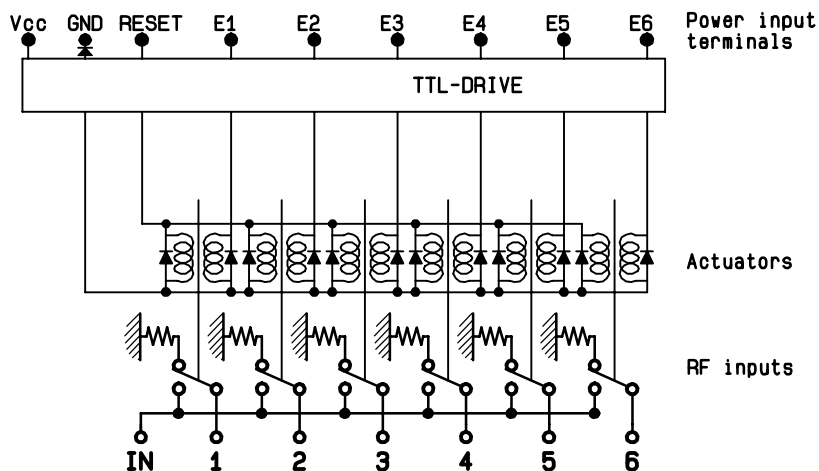 Vcc GND RESET E1 E2 E3 E4 E5 E6 Power input
terminals
TTL-DRIVE
Actuators
RF inputs
IN 1 2 3 4 5 6